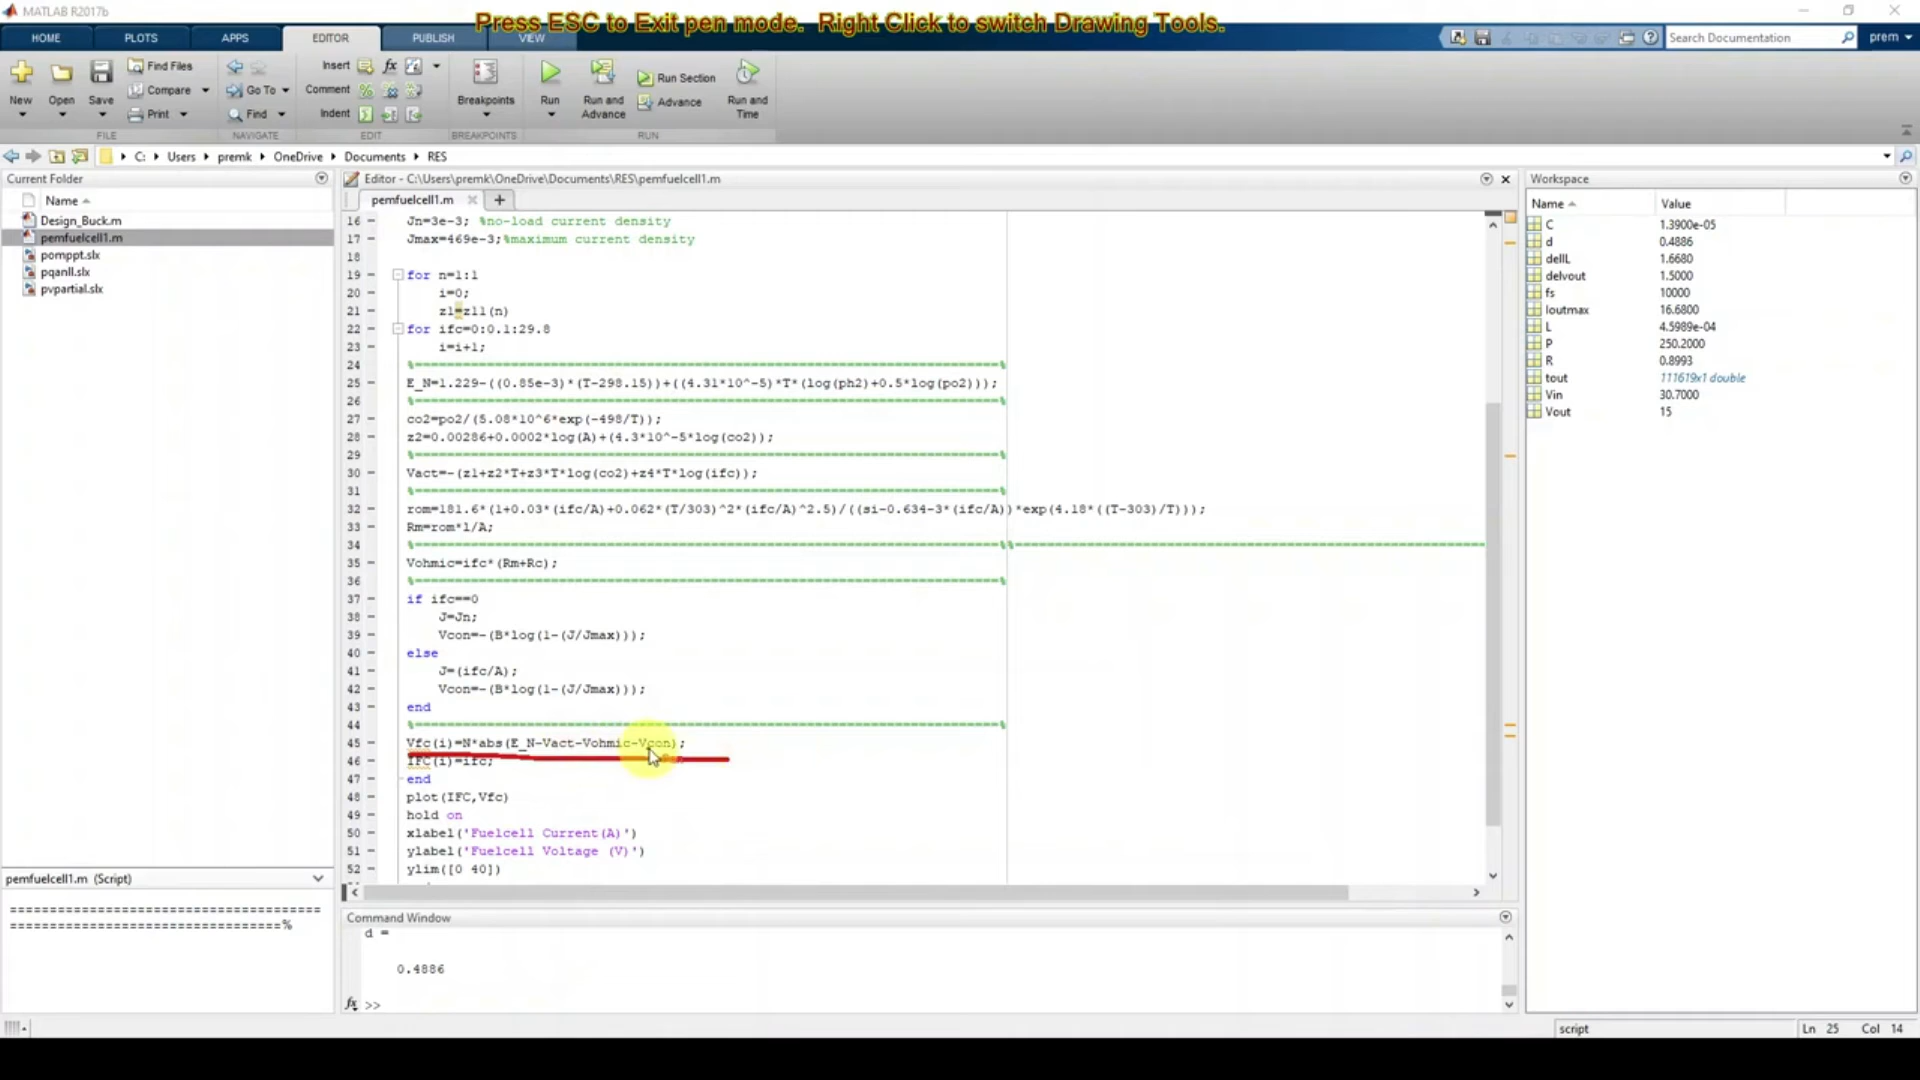 MATLAB R2017b
Press ESC to Exit pen mode. Right Click to switch Drawing Tools.
HOME PLOTS APPS EDITOR PUBLISH VIEW
Search Documentation
prem
New
Open
Save
Find Files
Compare
Print
Go To
Find
Insert
fx
Comment
Indent
Breakpoints
Run
Run and Advance
Run Section
Advance
Run and Time
FILE NAVIGATE EDIT BREAKPOINTS RUN
C: Users premk OneDrive Documents RES
Current Folder
Name
Design_Buck.m
pemfuelcell1.m
pomppt.slx
pqanll.slx
pvpartial.slx
pemfuelcell1.m (Script)
======================================
=================================%
Editor - C:\Users\premk\OneDrive\Documents\RES\pemfuelcell1.m
pemfuelcell1.m
16 – Jn=3e-3; %no-load current density
17 – Jmax=469e-3;%maximum current density
18
19 – for n=1:1
20 – i=0;
21 – z1=z11(n)
22 – for ifc=0:0.1:29.8
23 – i=i+1;
24
25 – E_N=1.229-((0.85e-3)*(T-298.15))+((4.31*10^-5)*T*(log(ph2)+0.5*log(po2)));
26
27 – co2=po2/(5.08*10^6*exp(-498/T));
28 – z2=0.00286+0.0002*log(A)+(4.3*10^-5*log(co2));
29
30 – Vact=-(z1+z2*T+z3*T*log(co2)+z4*T*log(ifc));
31
32 – rom=181.6*(1+0.03*(ifc/A)+0.062*(T/303)^2*(ifc/A)^2.5)/((si-0.634-3*(ifc/A))*exp(4.18*((T-303)/T)));
33 – Rm=rom*l/A;
34
35 – Vohmic=ifc*(Rm+Rc);
36
37 – if ifc==0
38 – J=Jn;
39 – Vcon=-(B*log(1-(J/Jmax)));
40 – else
41 – J=(ifc/A);
42 – Vcon=-(B*log(1-(J/Jmax)));
43 – end
44
45 – Vfc(i)=N*abs(E_N-Vact-Vohmic-Vcon);
46 – IFC(i)=ifc;
47 – end
48 – plot(IFC,Vfc)
49 – hold on
50 – xlabel('Fuelcell Current(A)')
51 – ylabel('Fuelcell Voltage (V)')
52 – ylim([0 40])
Command Window
d =
0.4886
fx >>
Workspace
Name Value
C 1.3900e-05
d 0.4886
dellL 1.6680
delvout 1.5000
fs 10000
Ioutmax 16.6800
L 4.5989e-04
P 250.2000
R 0.8993
tout 111619x1 double
Vin 30.7000
Vout 15
script
Ln 25 Col 14